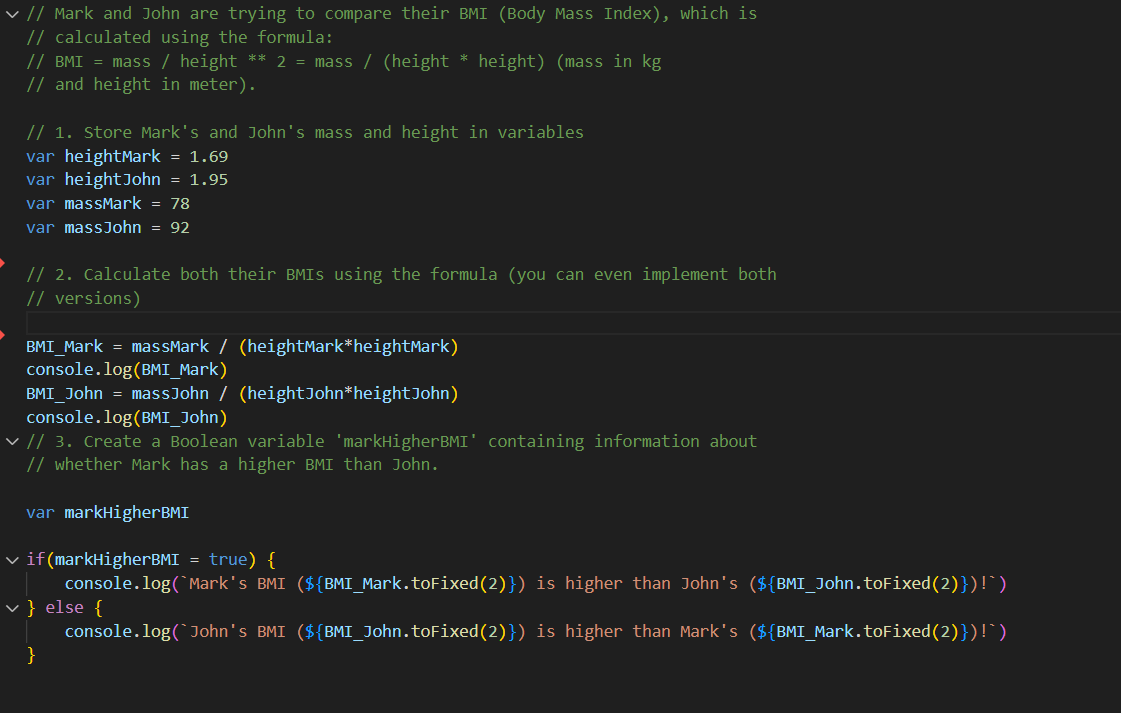 // Mark and John are trying to compare their BMI (Body Mass Index), which is
// calculated using the formula:
// BMI = mass / height ** 2 = mass / (height * height) (mass in kg
// and height in meter).
// 1. Store Mark's and John's mass and height in variables
var heightMark = 1.69
var heightJohn = 1.95
var massMark = 78
var massJohn = 92
// 2. Calculate both their BMIs using the formula (you can even implement both
// versions)
BMI_Mark = massMark / (heightMark*heightMark)
console.log(BMI_Mark)
BMI_John = massJohn / (heightJohn*heightJohn)
console.log(BMI_John)
// 3. Create a Boolean variable 'markHigherBMI' containing information about
// whether Mark has a higher BMI than John.
var markHigherBMI
if(markHigherBMI = true) {
    console.log(`Mark's BMI (${BMI_Mark.toFixed(2)}) is higher than John's (${BMI_John.toFixed(2)})!`)
} else {
    console.log(`John's BMI (${BMI_John.toFixed(2)}) is higher than Mark's (${BMI_Mark.toFixed(2)})!`)
}